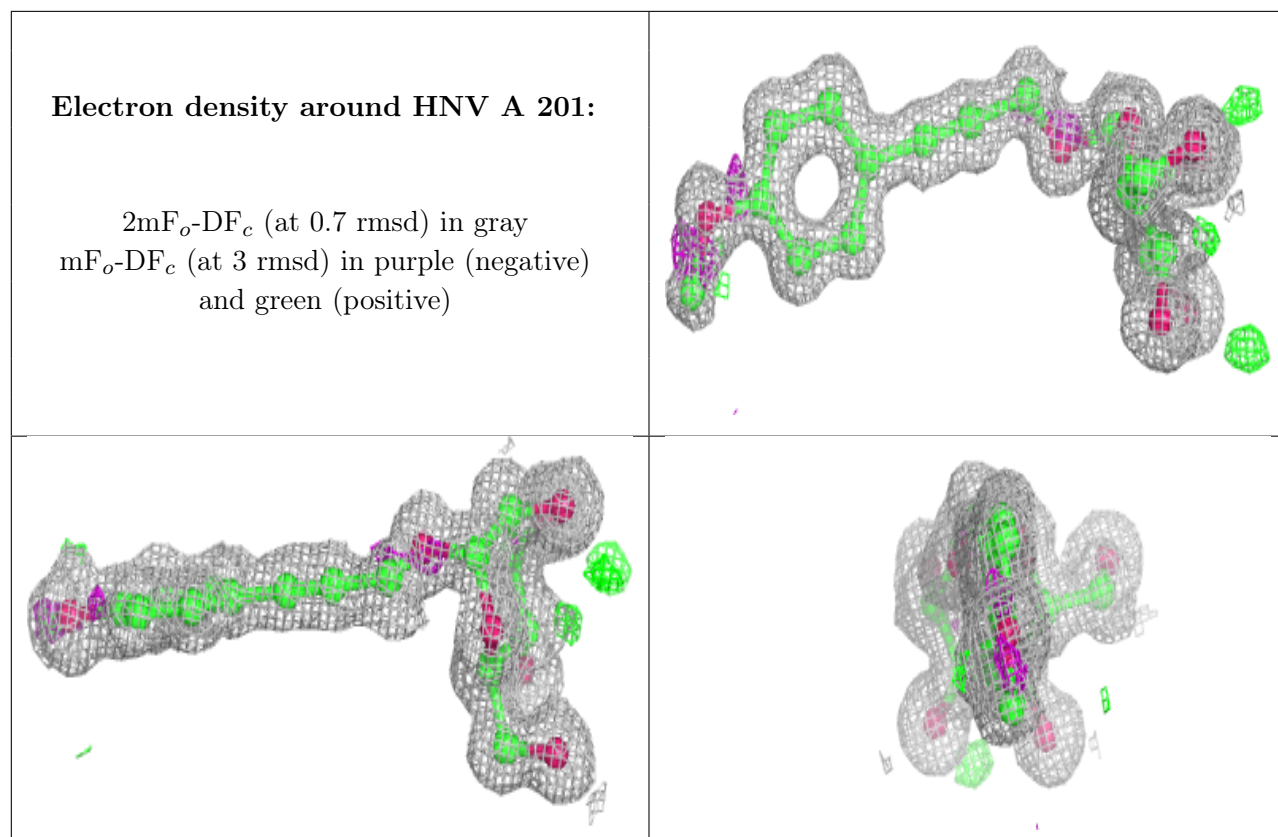 Electron density around HNV A 201:
2mFo-DFc (at 0.7 rmsd) in gray
mFo-DFc (at 3 rmsd) in purple (negative)
and green (positive)